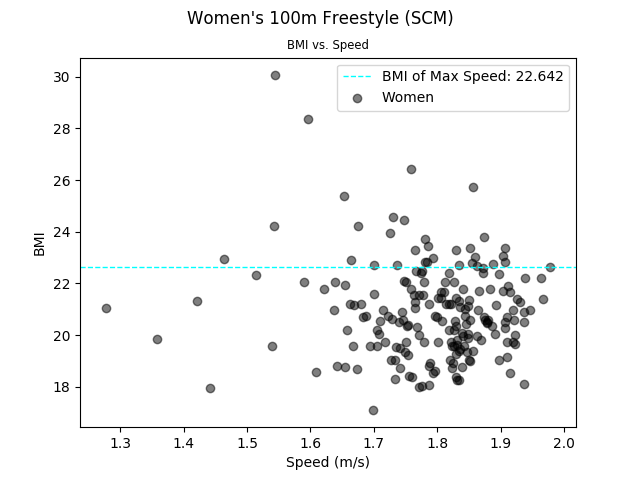 Women's 100m Freestyle (SCM)
BMI vs. Speed
BMI of Max Speed: 22.642
Women
30
28
26
24
22
20
18
BMI
1.3 1.4 1.5 1.6 1.7 1.8 1.9 2.0
Speed (m/s)